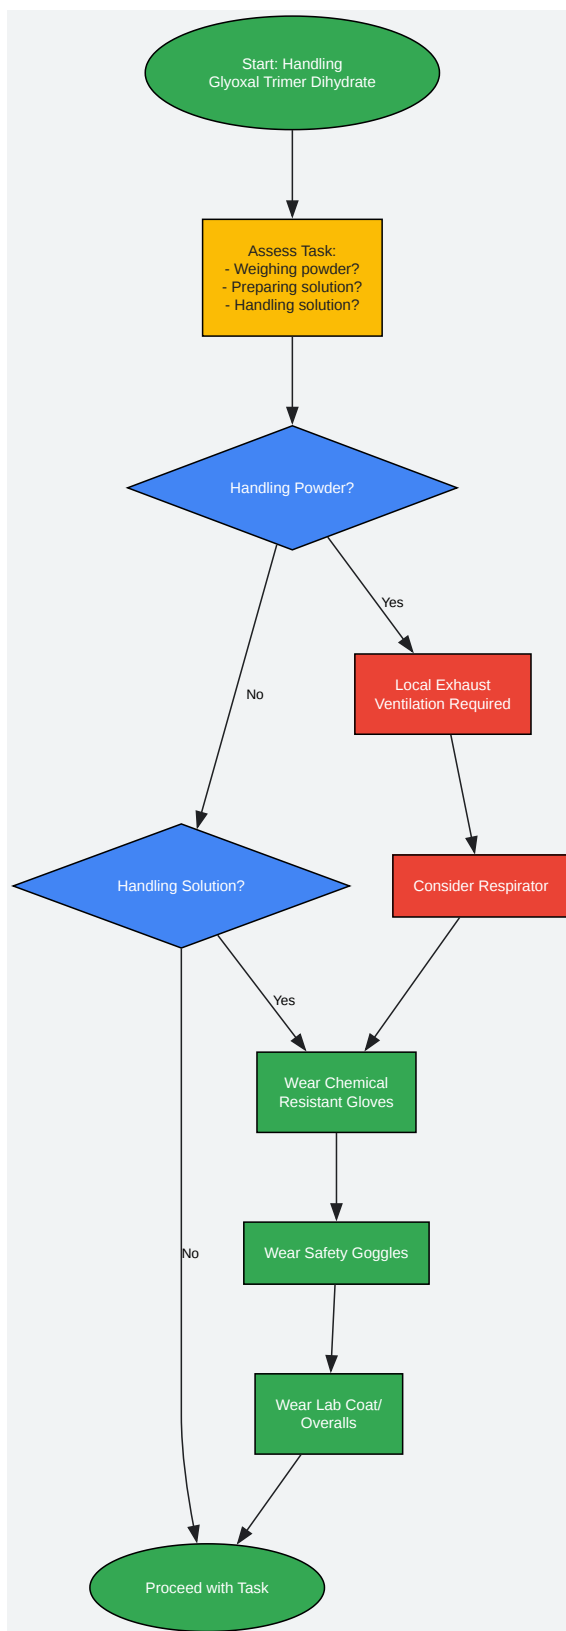 Start: Handling
Glyoxal Trimer Dihydrate
Assess Task:
- Weighing powder?
- Preparing solution?
- Handling solution?
Handling Powder?
Yes
Local Exhaust
Ventilation Required
No
Handling Solution?
Consider Respirator
Yes
Wear Chemical
Resistant Gloves
Wear Safety Goggles
No
Wear Lab Coat/
Overalls
Proceed with Task